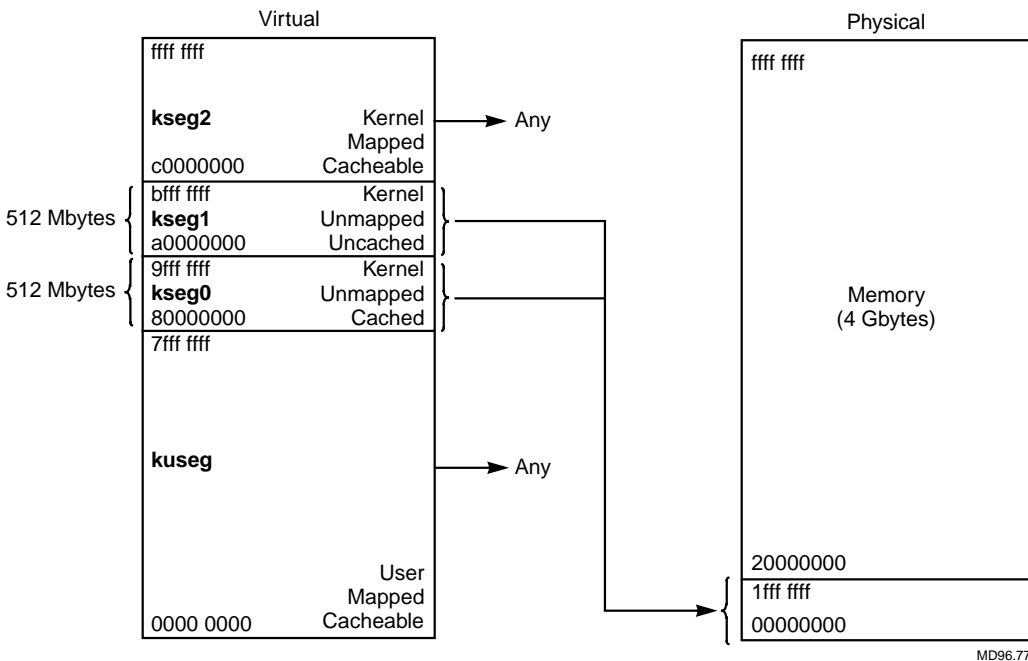 Virtual
Physical
ffff ffff
ffff ffff
kseg2 Kernel
Any
Mapped
c0000000 Cacheable
bfff ffff Kernel
512 Mbytes kseg1 Unmapped
a0000000 Uncached
9fff ffff Kernel
512 Mbytes kseg0 Unmapped
80000000 Cached
7fff ffff
Memory
(4 Gbytes)
kuseg
Any
User
Mapped
0000 0000 Cacheable
20000000
1fff ffff
00000000
MD96.77